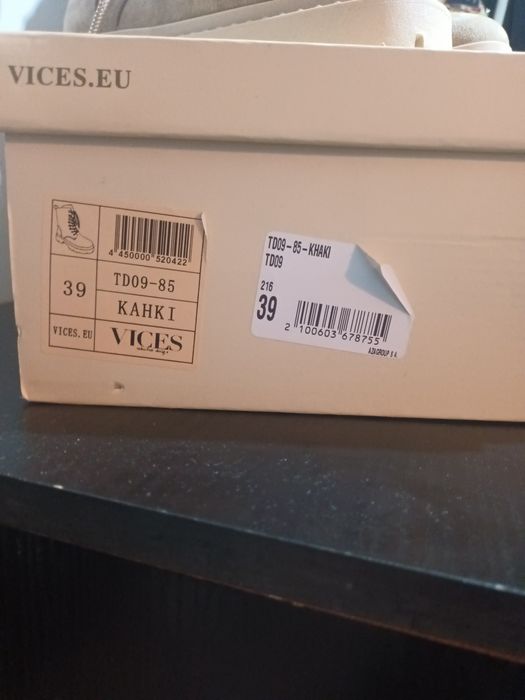 VICES.EU
4 450000 520422
39
TD09-85
KAHKI
VICES.EU
VICES
TD09-85-KHAKI
TD09
216
39
2 100603 678755
AZAGROUP S A